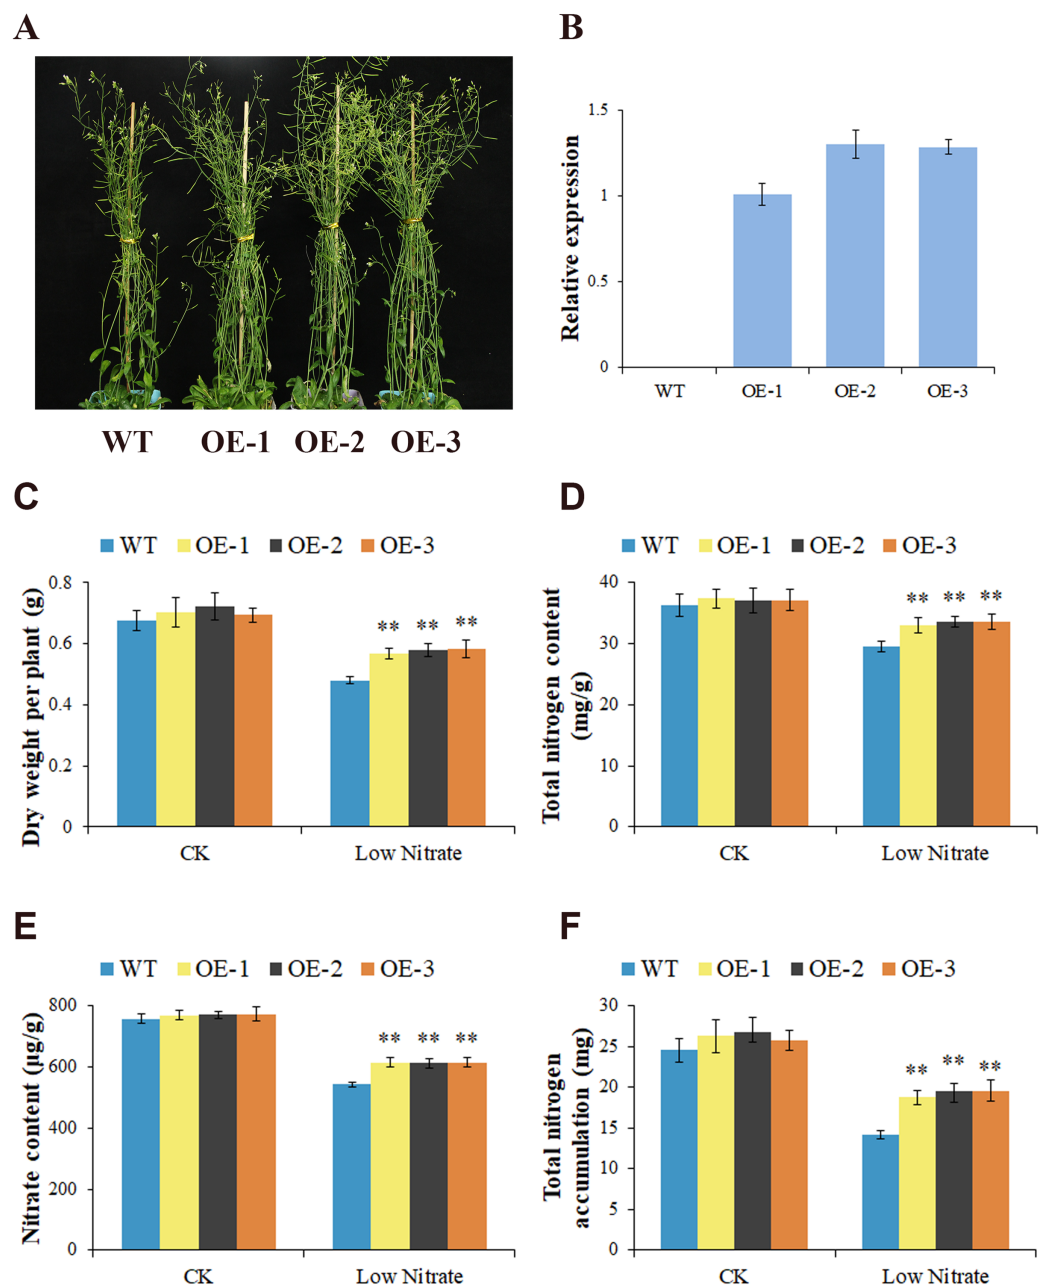 A
WT OE-1 OE-2 OE-3
B
Relative expression
1.5
1
0.5
0
WT OE-1 OE-2 OE-3
C
WT OE-1 OE-2 OE-3
Dry weight per plant (g)
0.8
0.6
0.4
0.2
0
** ** **
CK Low Nitrate
D
WT OE-1 OE-2 OE-3
Total nitrogen content
(mg/g)
40
30
20
10
0
** ** **
CK Low Nitrate
E
WT OE-1 OE-2 OE-3
Nitrate content (µg/g)
800
600
400
200
0
** ** **
CK Low Nitrate
F
WT OE-1 OE-2 OE-3
Total nitrogen
accumulation (mg)
30
25
20
15
10
5
0
** ** **
CK Low Nitrate